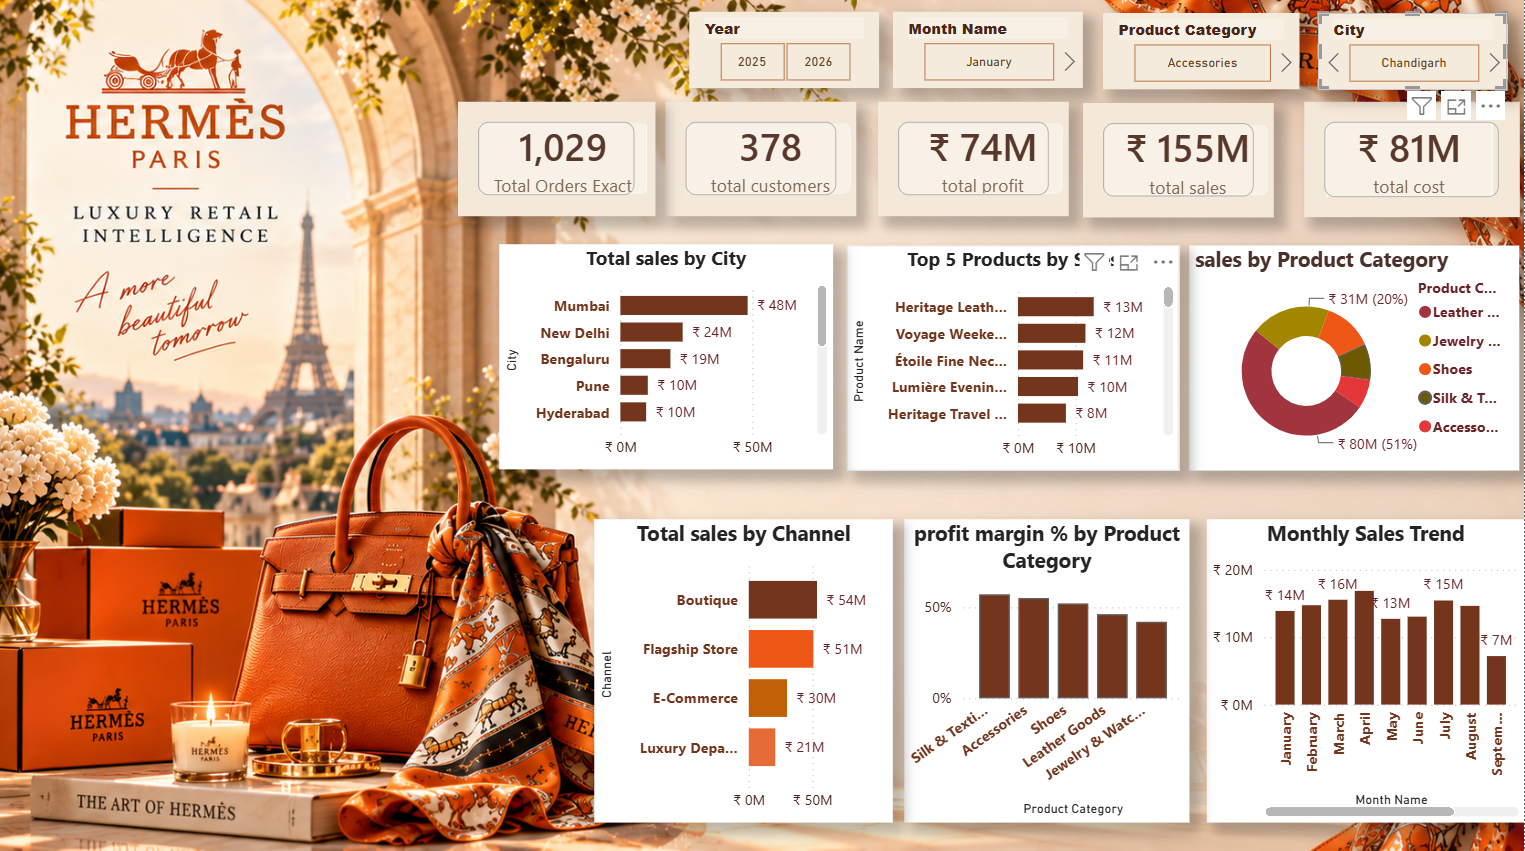 HERMÈS
PARIS
LUXURY RETAIL
INTELLIGENCE
A more
beautiful
tomorrow
Year
2025
2026
Month Name
January
Product Category
Accessories
City
Chandigarh
1,029
Total Orders Exact
378
total customers
₹ 74M
total profit
₹ 155M
total sales
₹ 81M
total cost
Total sales by City
City
Mumbai
₹ 48M
New Delhi
₹ 24M
Bengaluru
₹ 19M
Pune
₹ 10M
Hyderabad
₹ 10M
₹ 0M
₹ 50M
Top 5 Products by
Product Name
Heritage Leath...
₹ 13M
Voyage Weeke...
₹ 12M
Étoile Fine Nec...
₹ 11M
Lumière Evenin...
₹ 10M
Heritage Travel ...
₹ 8M
₹ 0M
₹ 10M
sales by Product Category
₹ 31M (20%)
₹ 80M (51%)
Product C...
Leather ...
Jewelry ...
Shoes
Silk & T...
Accesso...
Total sales by Channel
Channel
Boutique
₹ 54M
Flagship Store
₹ 51M
E-Commerce
₹ 30M
Luxury Depa...
₹ 21M
₹ 0M
₹ 50M
profit margin % by Product
Category
50%
0%
Silk & Texti...
Accessories
Shoes
Leather Goods
Jewelry & Watc...
Product Category
Monthly Sales Trend
₹ 20M
₹ 10M
₹ 0M
₹ 14M
₹ 16M
₹ 13M
₹ 15M
₹ 7M
January
February
March
April
May
June
July
August
Septem...
Month Name
HERMÈS
PARIS
HERMÈS
PARIS
HERMÈS
PARIS
HERM
THE ART OF HERMÈS